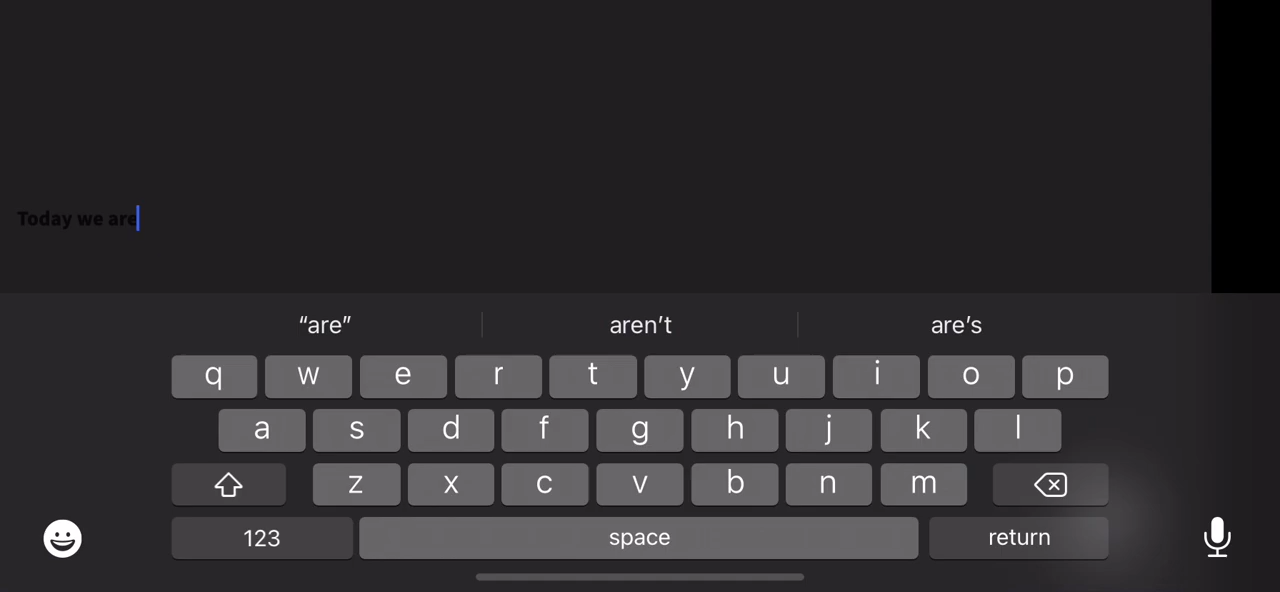 Today we are
“are” aren’t are’s
q w e r t y u i o p
a s d f g h j k l
z x c v b n m
123 space return